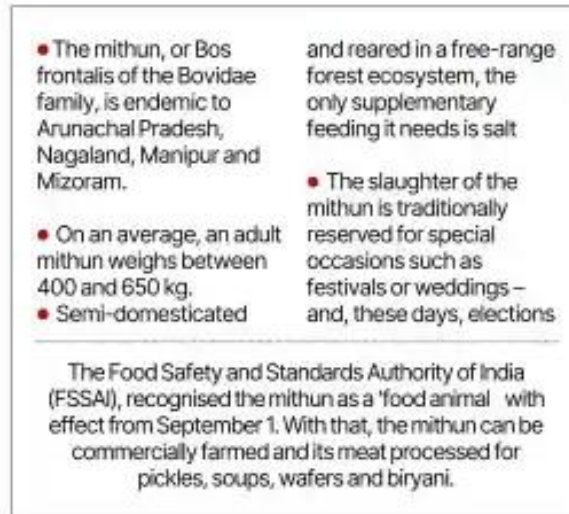 • The mithun, or Bos
frontalis of the Bovidae
family, is endemic to
Arunachal Pradesh,
Nagaland, Manipur and
Mizoram.
• On an average, an adult
mithun weighs between
400 and 650 kg.
• Semi-domesticated
and reared in a free-range
forest ecosystem, the
only supplementary
feeding it needs is salt
• The slaughter of the
mithun is traditionally
reserved for special
occasions such as
festivals or weddings –
and, these days, elections
The Food Safety and Standards Authority of India
(FSSAI), recognised the mithun as a 'food animal with
effect from September 1. With that, the mithun can be
commercially farmed and its meat processed for
pickles, soups, wafers and biryani.